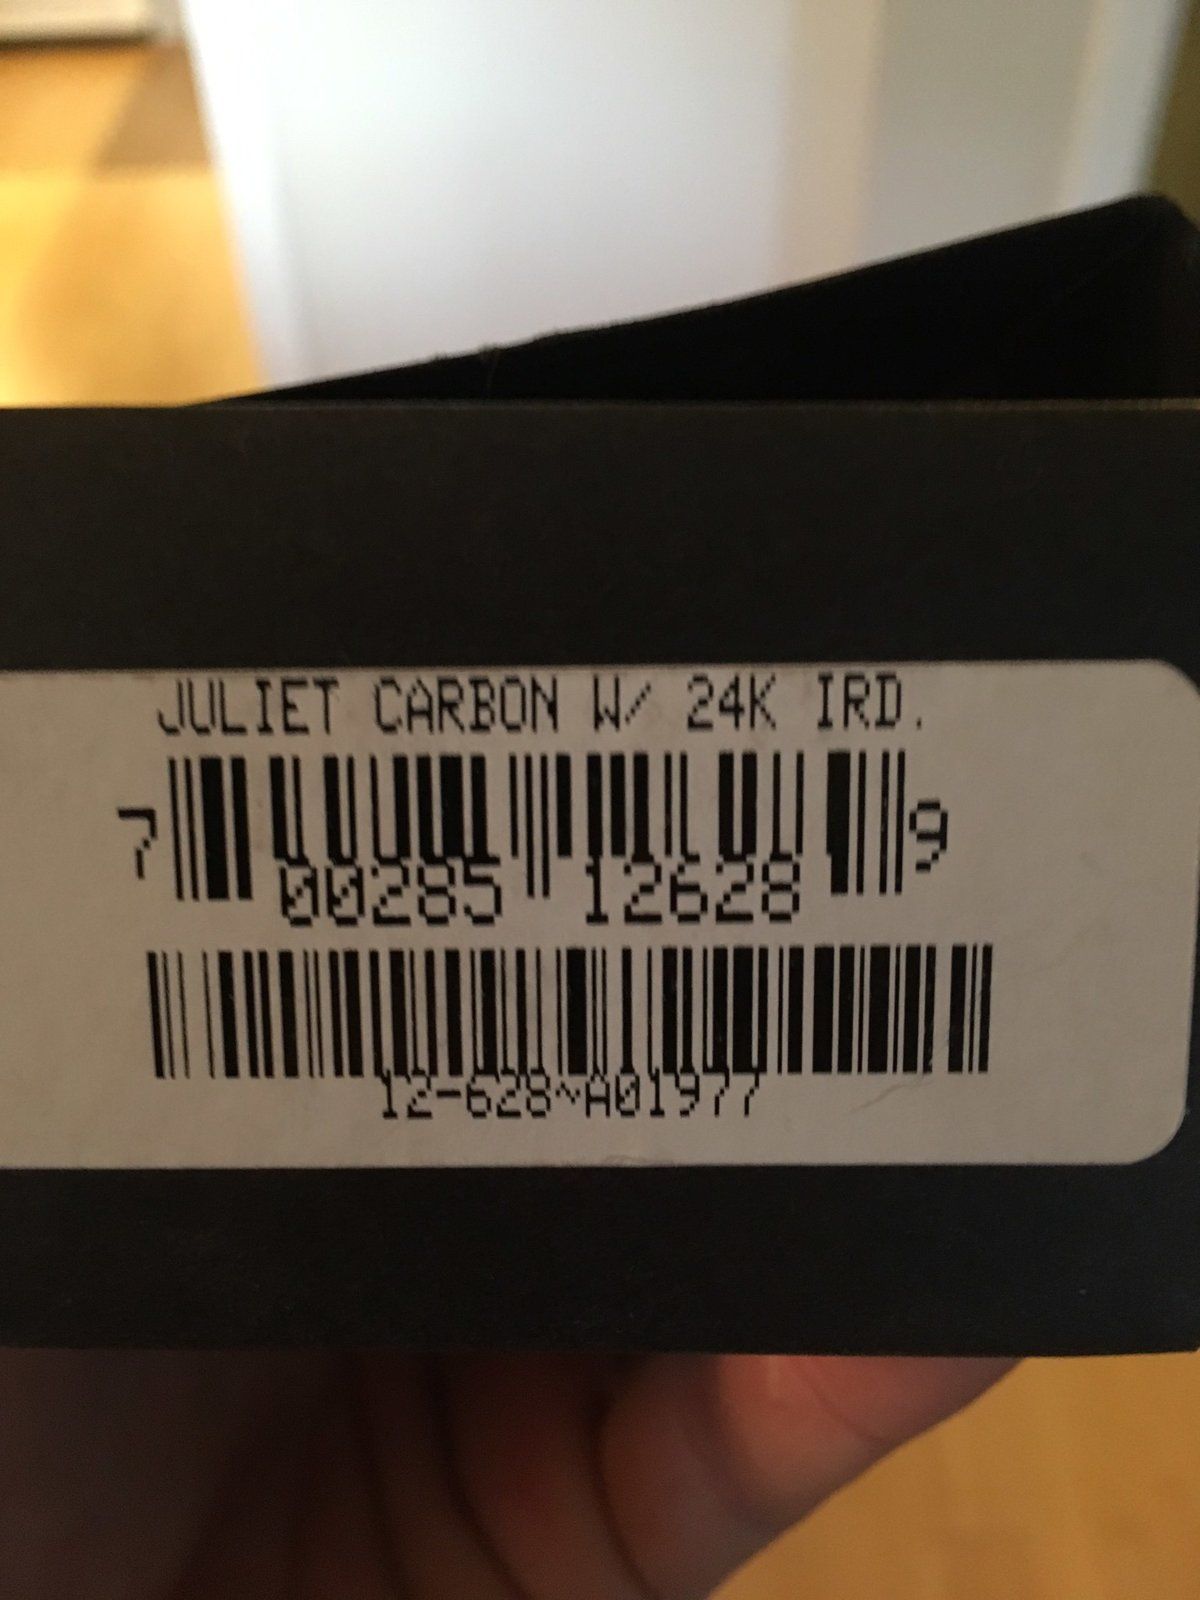 JULIET CARBON W/ 24K IRD.
7 00285 12628 9
12-628~A01977